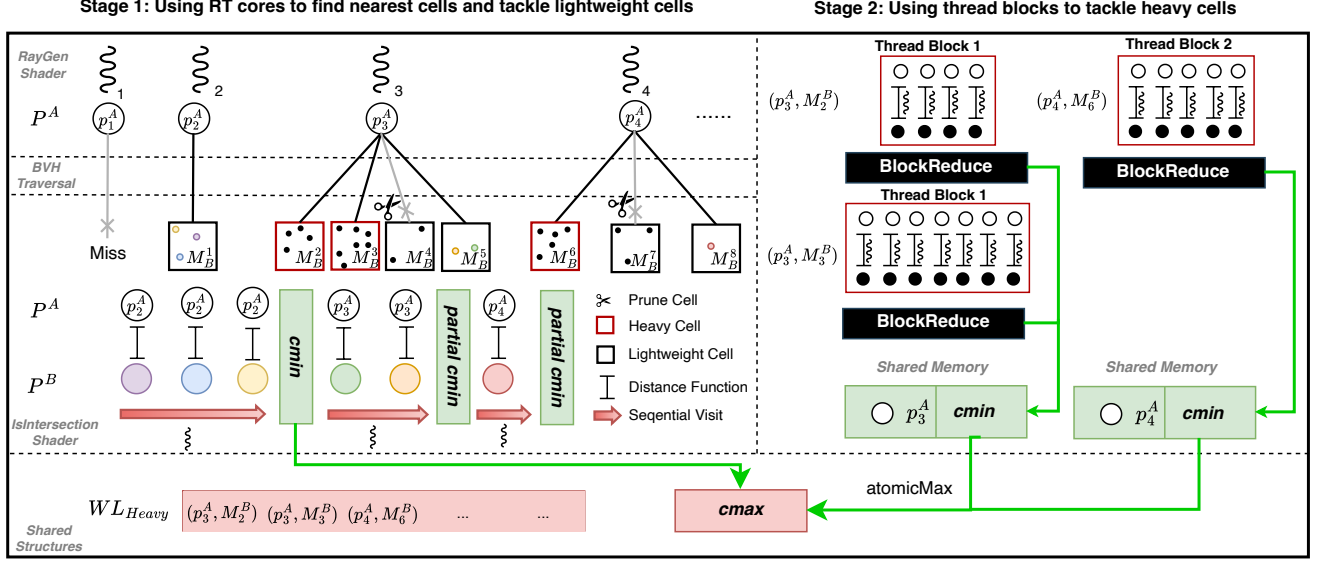 Stage 1: Using RT cores to find nearest cells and tackle lightweight cells
Stage 2: Using thread blocks to tackle heavy cells
RayGen
Shader
1
2
3
4
P^A
p_1^A
p_2^A
p_3^A
p_4^A
......
BVH
Traversal
Miss
M_B^1
M_B^2
M_B^3
M_B^4
M_B^5
M_B^6
M_B^7
M_B^8
P^A
p_2^A
p_2^A
p_2^A
cmin
p_3^A
p_3^A
partial cmin
p_4^A
partial cmin
P^B
IsIntersection
Shader
Prune Cell
Heavy Cell
Lightweight Cell
Distance Function
Seqential Visit
Thread Block 1
(p_3^A, M_2^B)
BlockReduce
Thread Block 2
(p_4^A, M_6^B)
BlockReduce
Thread Block 1
(p_3^A, M_3^B)
BlockReduce
Shared Memory
p_3^A
cmin
Shared Memory
p_4^A
cmin
WL_{Heavy}
(p_3^A, M_2^B) (p_3^A, M_3^B) (p_4^A, M_6^B) ... ...
cmax
atomicMax
Shared
Structures